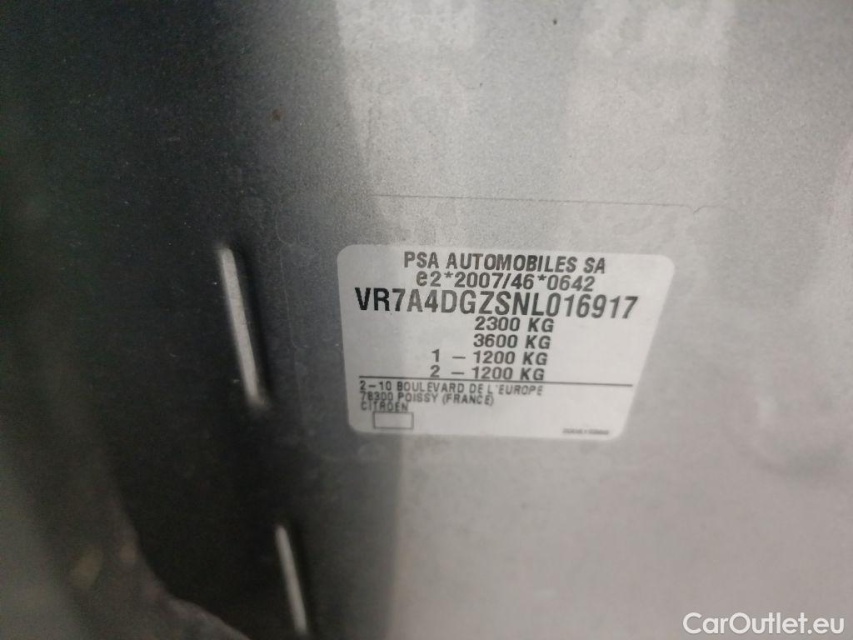 PSA AUTOMOBILES SA
e2*2007/46*0642
VR7A4DGZSNL016917
2300 KG
3600 KG
1 – 1200 KG
2 – 1200 KG
2–10 BOULEVARD DE L'EUROPE
78300 POISSY (FRANCE)
CITROEN
CarOutlet.eu